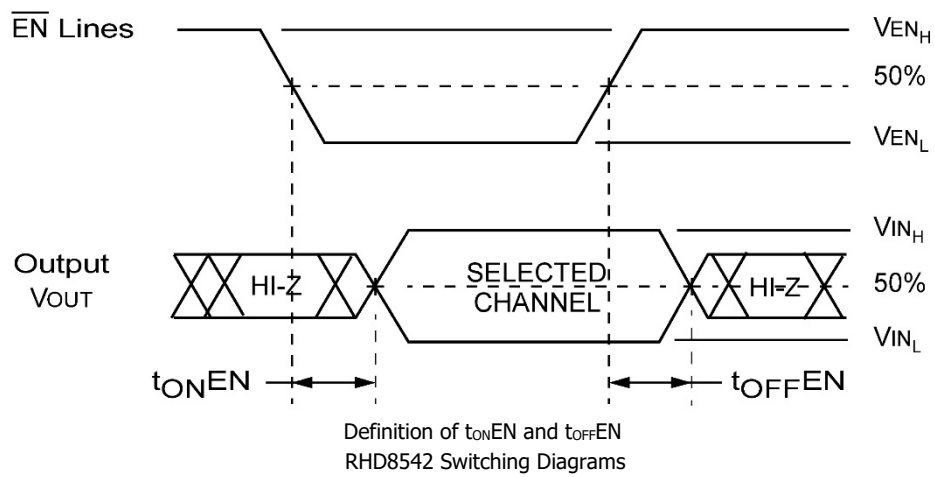 EN Lines
VENH
50%
VENL
Output
VOUT
HI-Z
SELECTED
CHANNEL
HI-Z
VINH
50%
VINL
tONEN
tOFFEN
Definition of tONEN and tOFFEN
RHD8542 Switching Diagrams